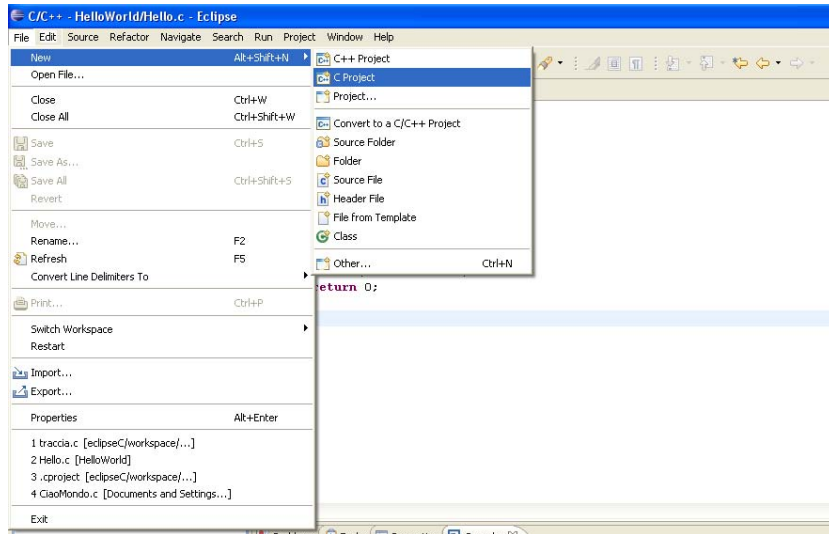 C/C++ - HelloWorld/Hello.c - Eclipse
File Edit Source Refactor Navigate Search Run Project Window Help
New Alt+Shift+N
Open File...
Close Ctrl+W
Close All Ctrl+Shift+W
Save Ctrl+S
Save As...
Save All Ctrl+Shift+S
Revert
Move...
Rename... F2
Refresh F5
Convert Line Delimiters To
Print... Ctrl+P
Switch Workspace
Restart
Import...
Export...
Properties Alt+Enter
1 traccia.c [eclipseC/workspace/...]
2 Hello.c [HelloWorld]
3 .cproject [eclipseC/workspace/...]
4 CiaoMondo.c [Documents and Settings...]
Exit
C++ Project
C Project
Project...
Convert to a C/C++ Project
Source Folder
Folder
Source File
Header File
File from Template
Class
Other... Ctrl+N
eturn 0;